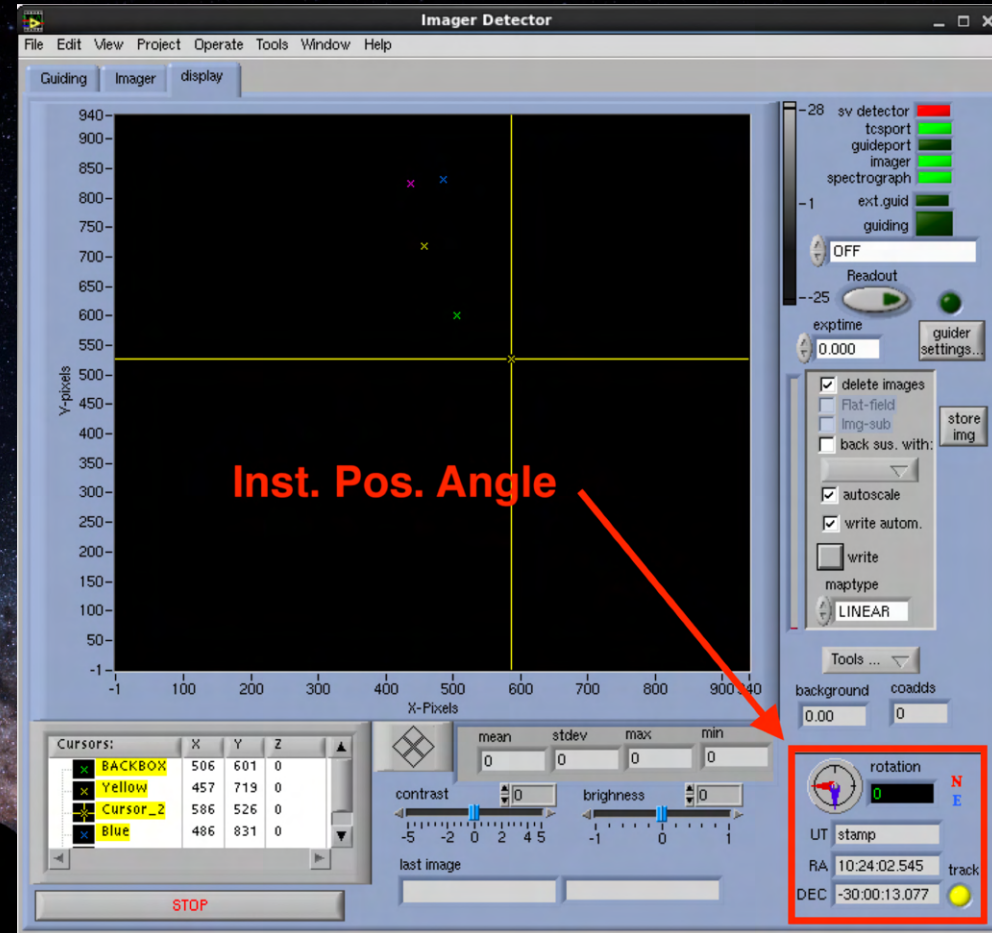 Imager Detector
File Edit View Project Operate Tools Window Help
Guiding Imager display
940
900
850
800
750
700
650
600
550
500
450
400
350
300
250
200
150
100
50
-1
Y-pixels
-1 100 200 300 400 500 600 700 800 900 940
X-Pixels
Inst. Pos. Angle
28
-1
-25
sv detector
tcsport
guideport
imager
spectrograph
ext.guid
guiding
OFF
Readout
exptime
0.000
guider
settings...
delete images
Flat-field
Img-sub
back sus. with:
autoscale
write autom.
write
maptype
LINEAR
store
img
Tools ...
background coadds
0.00 0
Cursors: X Y Z
BACKBOX 506 601 0
Yellow 457 719 0
Cursor_2 586 526 0
Blue 486 831 0
STOP
mean stdev max min
0 0 0 0
contrast 0
-5 -2 0 2 4 5
brighness 0
-1 0 1
last image
rotation
0
N
E
UT stamp
RA 10:24:02.545
track
DEC -30:00:13.077